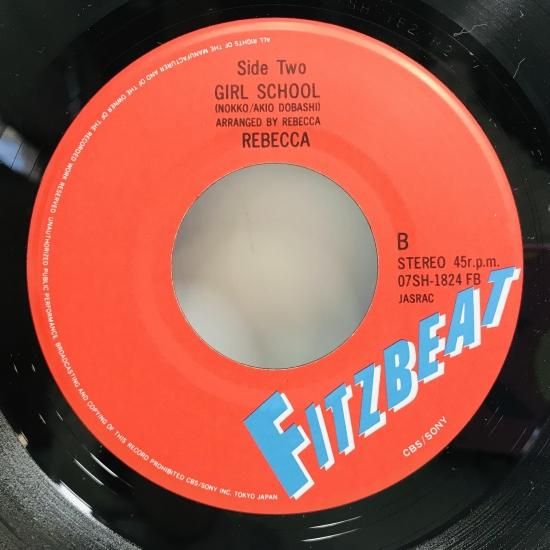 Side Two
GIRL SCHOOL
(NOKKO/AKIO DOBASHI)
ARRANGED BY REBECCA
REBECCA
B
STEREO 45r.p.m.
07SH-1824 FB
JASRAC
FITZBEAT
CBS/SONY
ALL RIGHTS OF THE MANUFACTURER AND OF THE OWNER OF THE RECORDED WORK RESERVED. UNAUTHORIZED PUBLIC PERFORMANCE, BROADCASTING AND COPYING OF THIS RECORD PROHIBITED CBS/SONY INC. TOKYO JAPAN